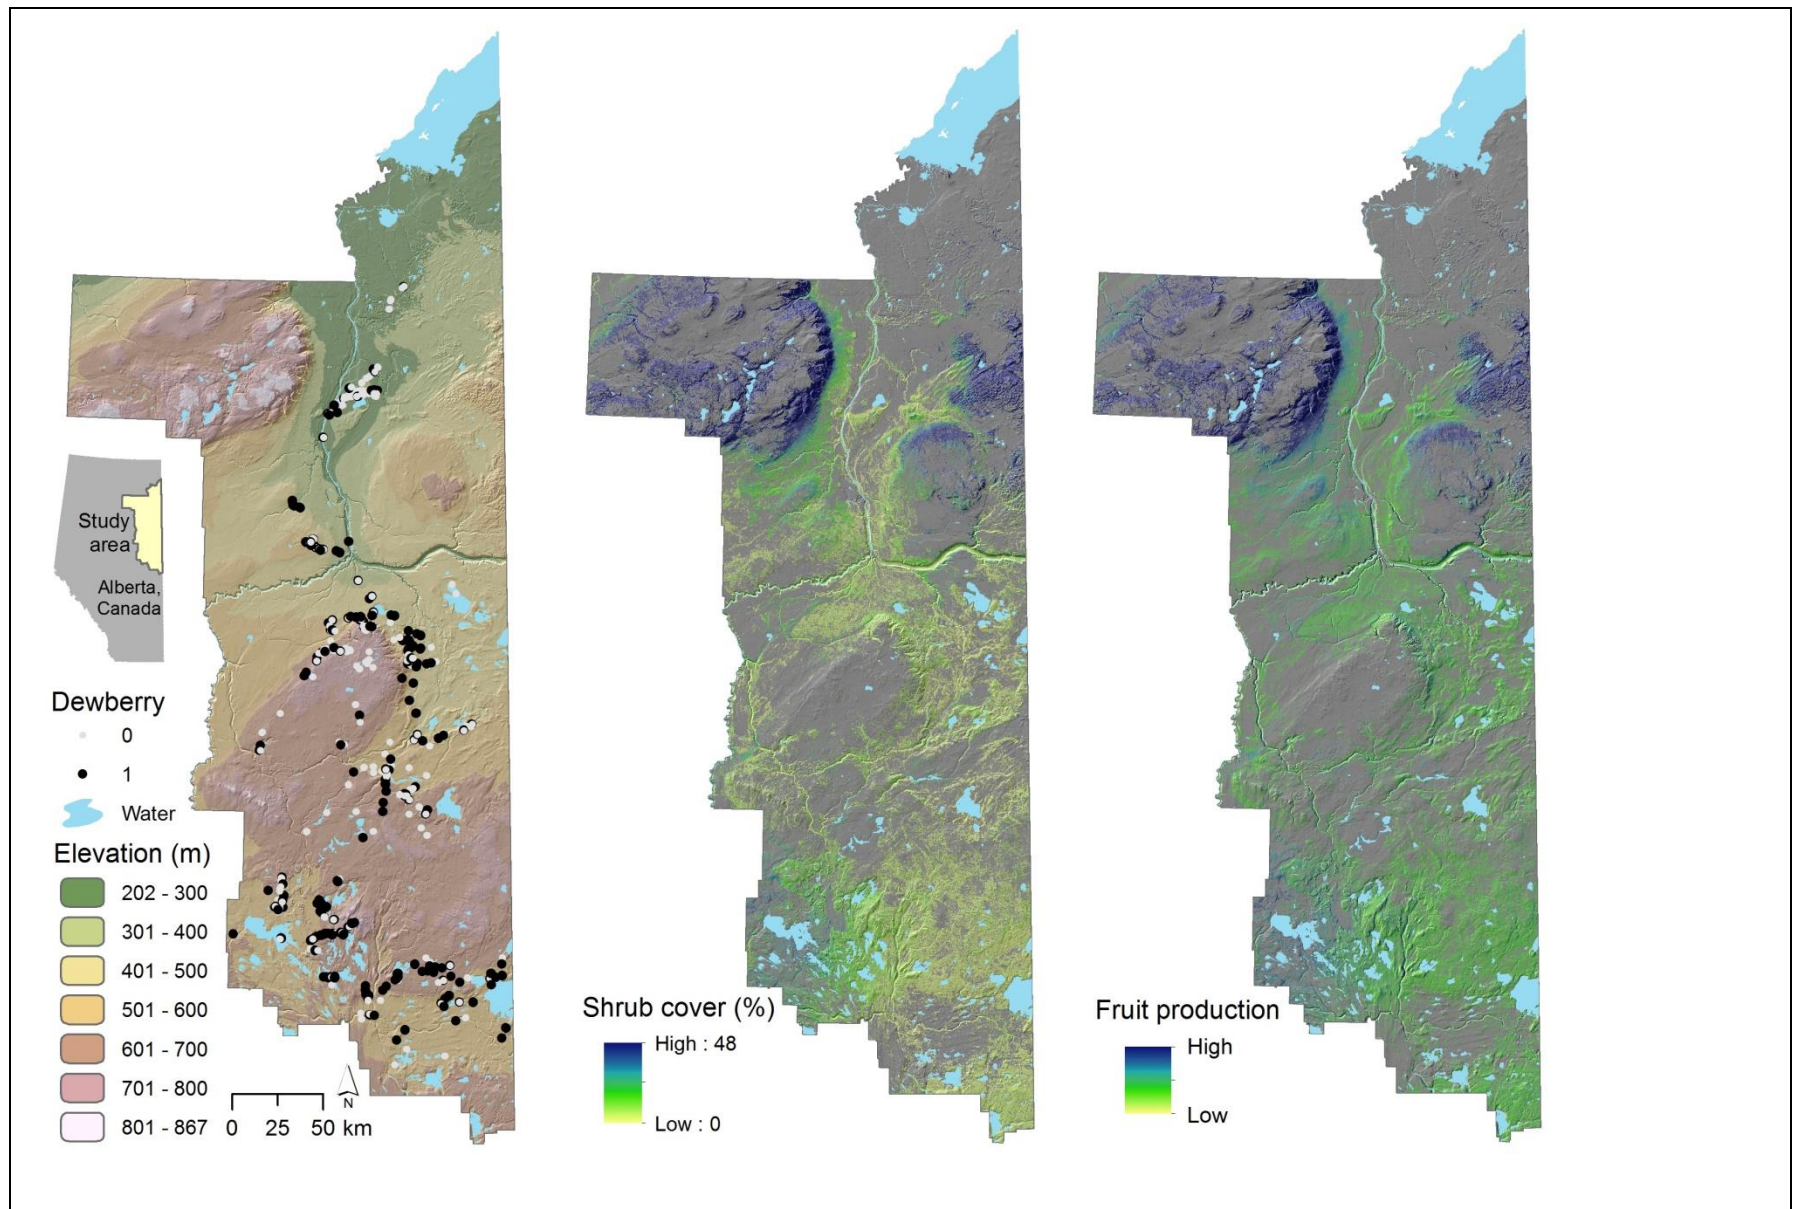 Study
area
Alberta,
Canada
Dewberry
0
1
Water
Elevation (m)
202 - 300
301 - 400
401 - 500
501 - 600
601 - 700
701 - 800
801 - 867
N
0 25 50 km
Shrub cover (%)
High : 48
Low : 0
Fruit production
High
Low